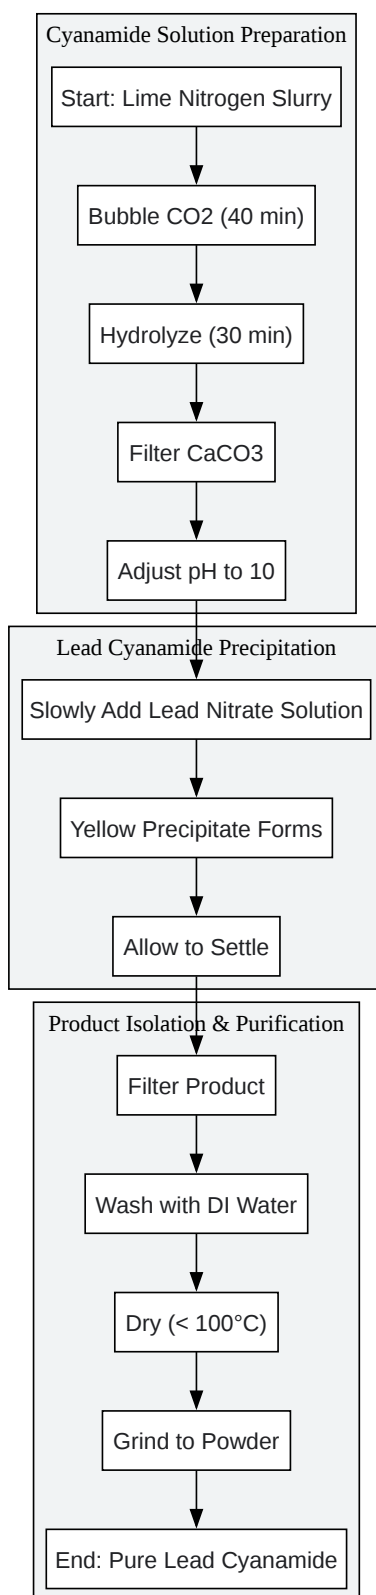 Cyanamide Solution Preparation
Start: Lime Nitrogen Slurry
Bubble CO2 (40 min)
Hydrolyze (30 min)
Filter CaCO3
Adjust pH to 10
Lead Cyanamide Precipitation
Slowly Add Lead Nitrate Solution
Yellow Precipitate Forms
Allow to Settle
Product Isolation & Purification
Filter Product
Wash with DI Water
Dry (< 100°C)
Grind to Powder
End: Pure Lead Cyanamide